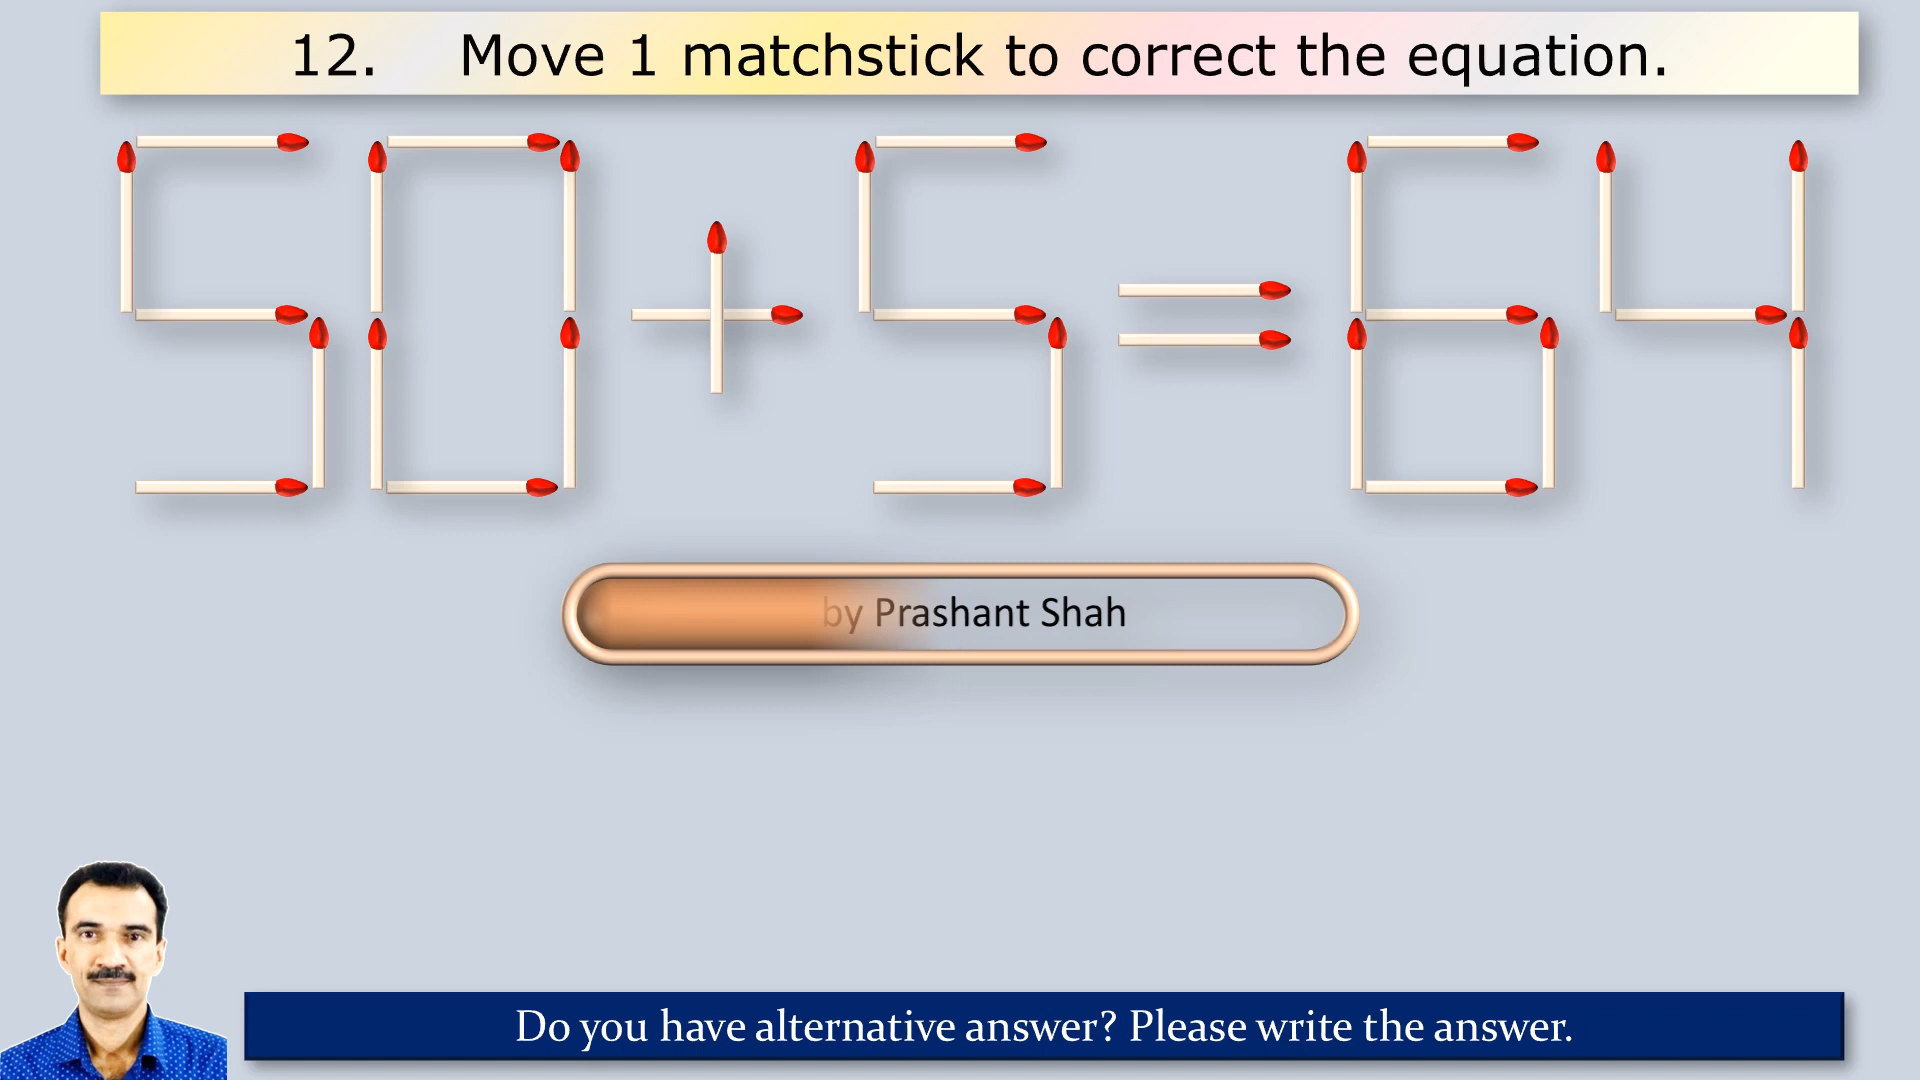 12. Move 1 matchstick to correct the equation.
50+5=64
by Prashant Shah
Do you have alternative answer? Please write the answer.